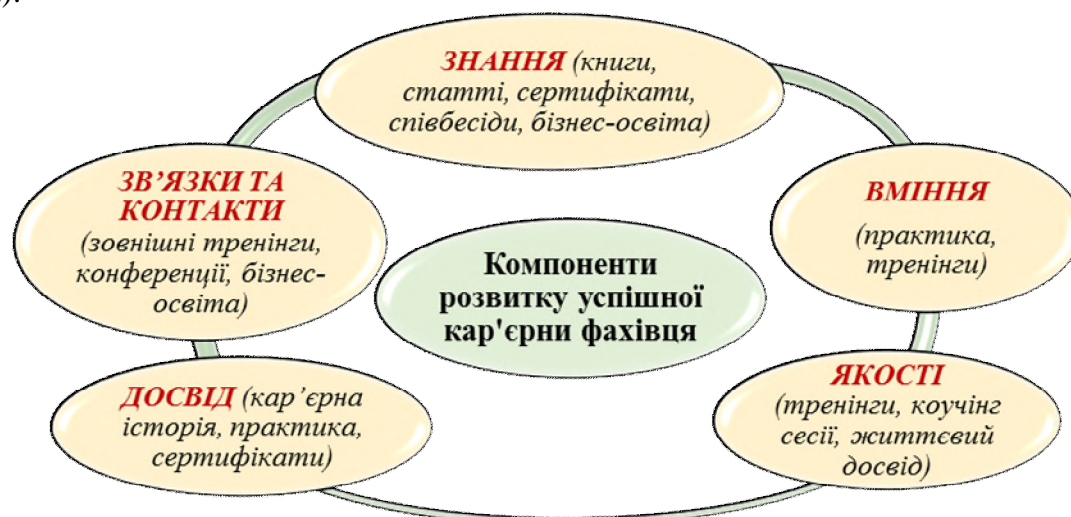 ЗНАННЯ (книги,
статті, сертифікати,
співбесіди, бізнес-освіта)
ЗВ’ЯЗКИ ТА
КОНТАКТИ
(зовнішні тренінги,
конференції, бізнес-
освіта)
ВМІННЯ
(практика,
тренінги)
Компоненти
розвитку успішної
кар'єрни фахівця
ДОСВІД (кар’єрна
історія, практика,
сертифікати)
ЯКОСТІ
(тренінги, коучінг
сесії, життєвий
досвід)